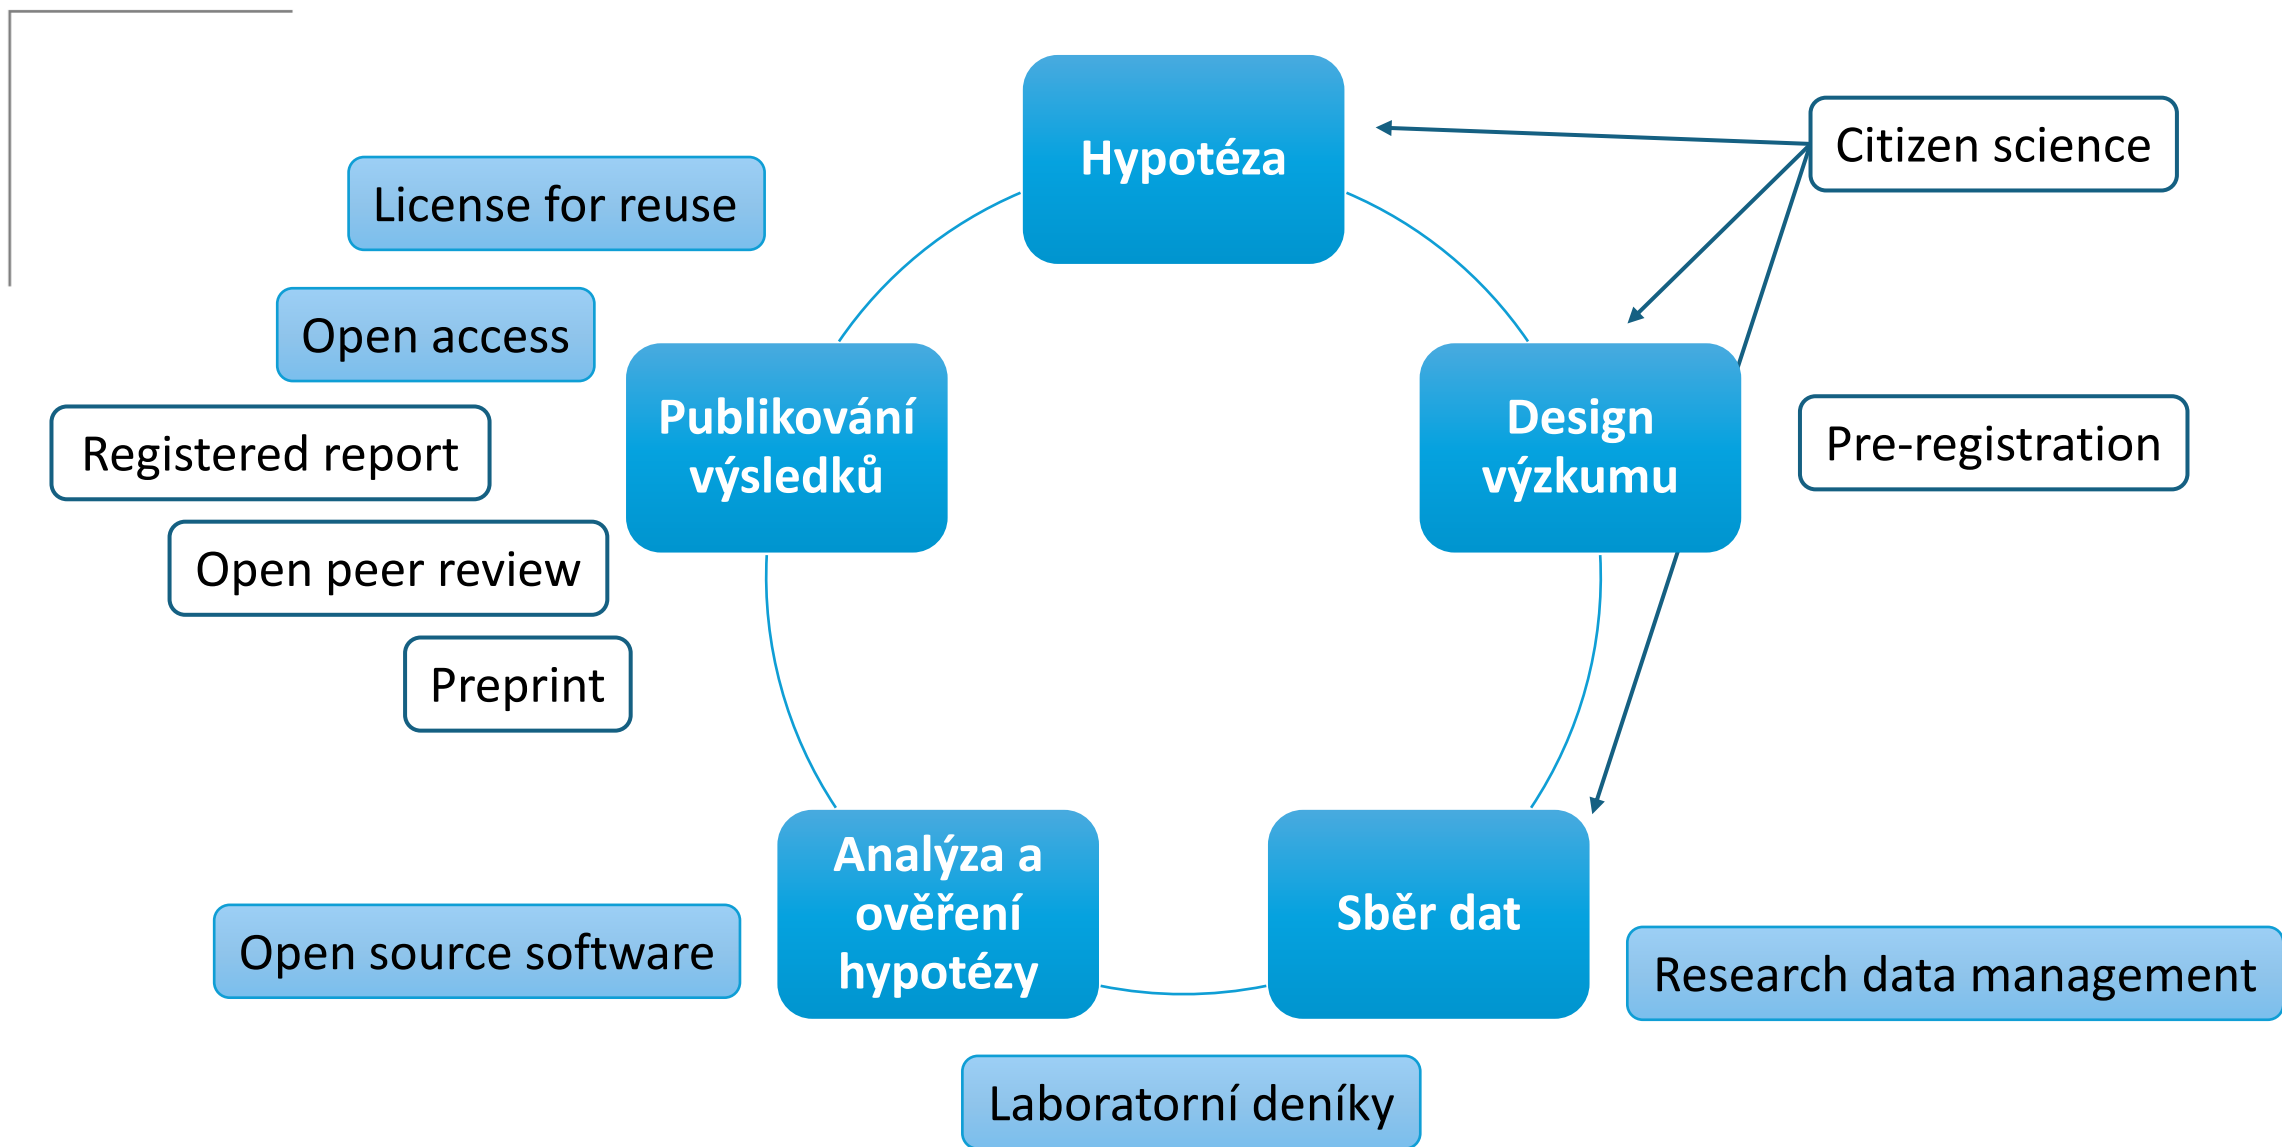 Hypotéza
Citizen science
License for reuse
Open access
Publikování
výsledků
Design
výzkumu
Registered report
Pre-registration
Open peer review
Preprint
Analýza a
ověření
hypotézy
Sběr dat
Open source software
Research data management
Laboratorní deníky